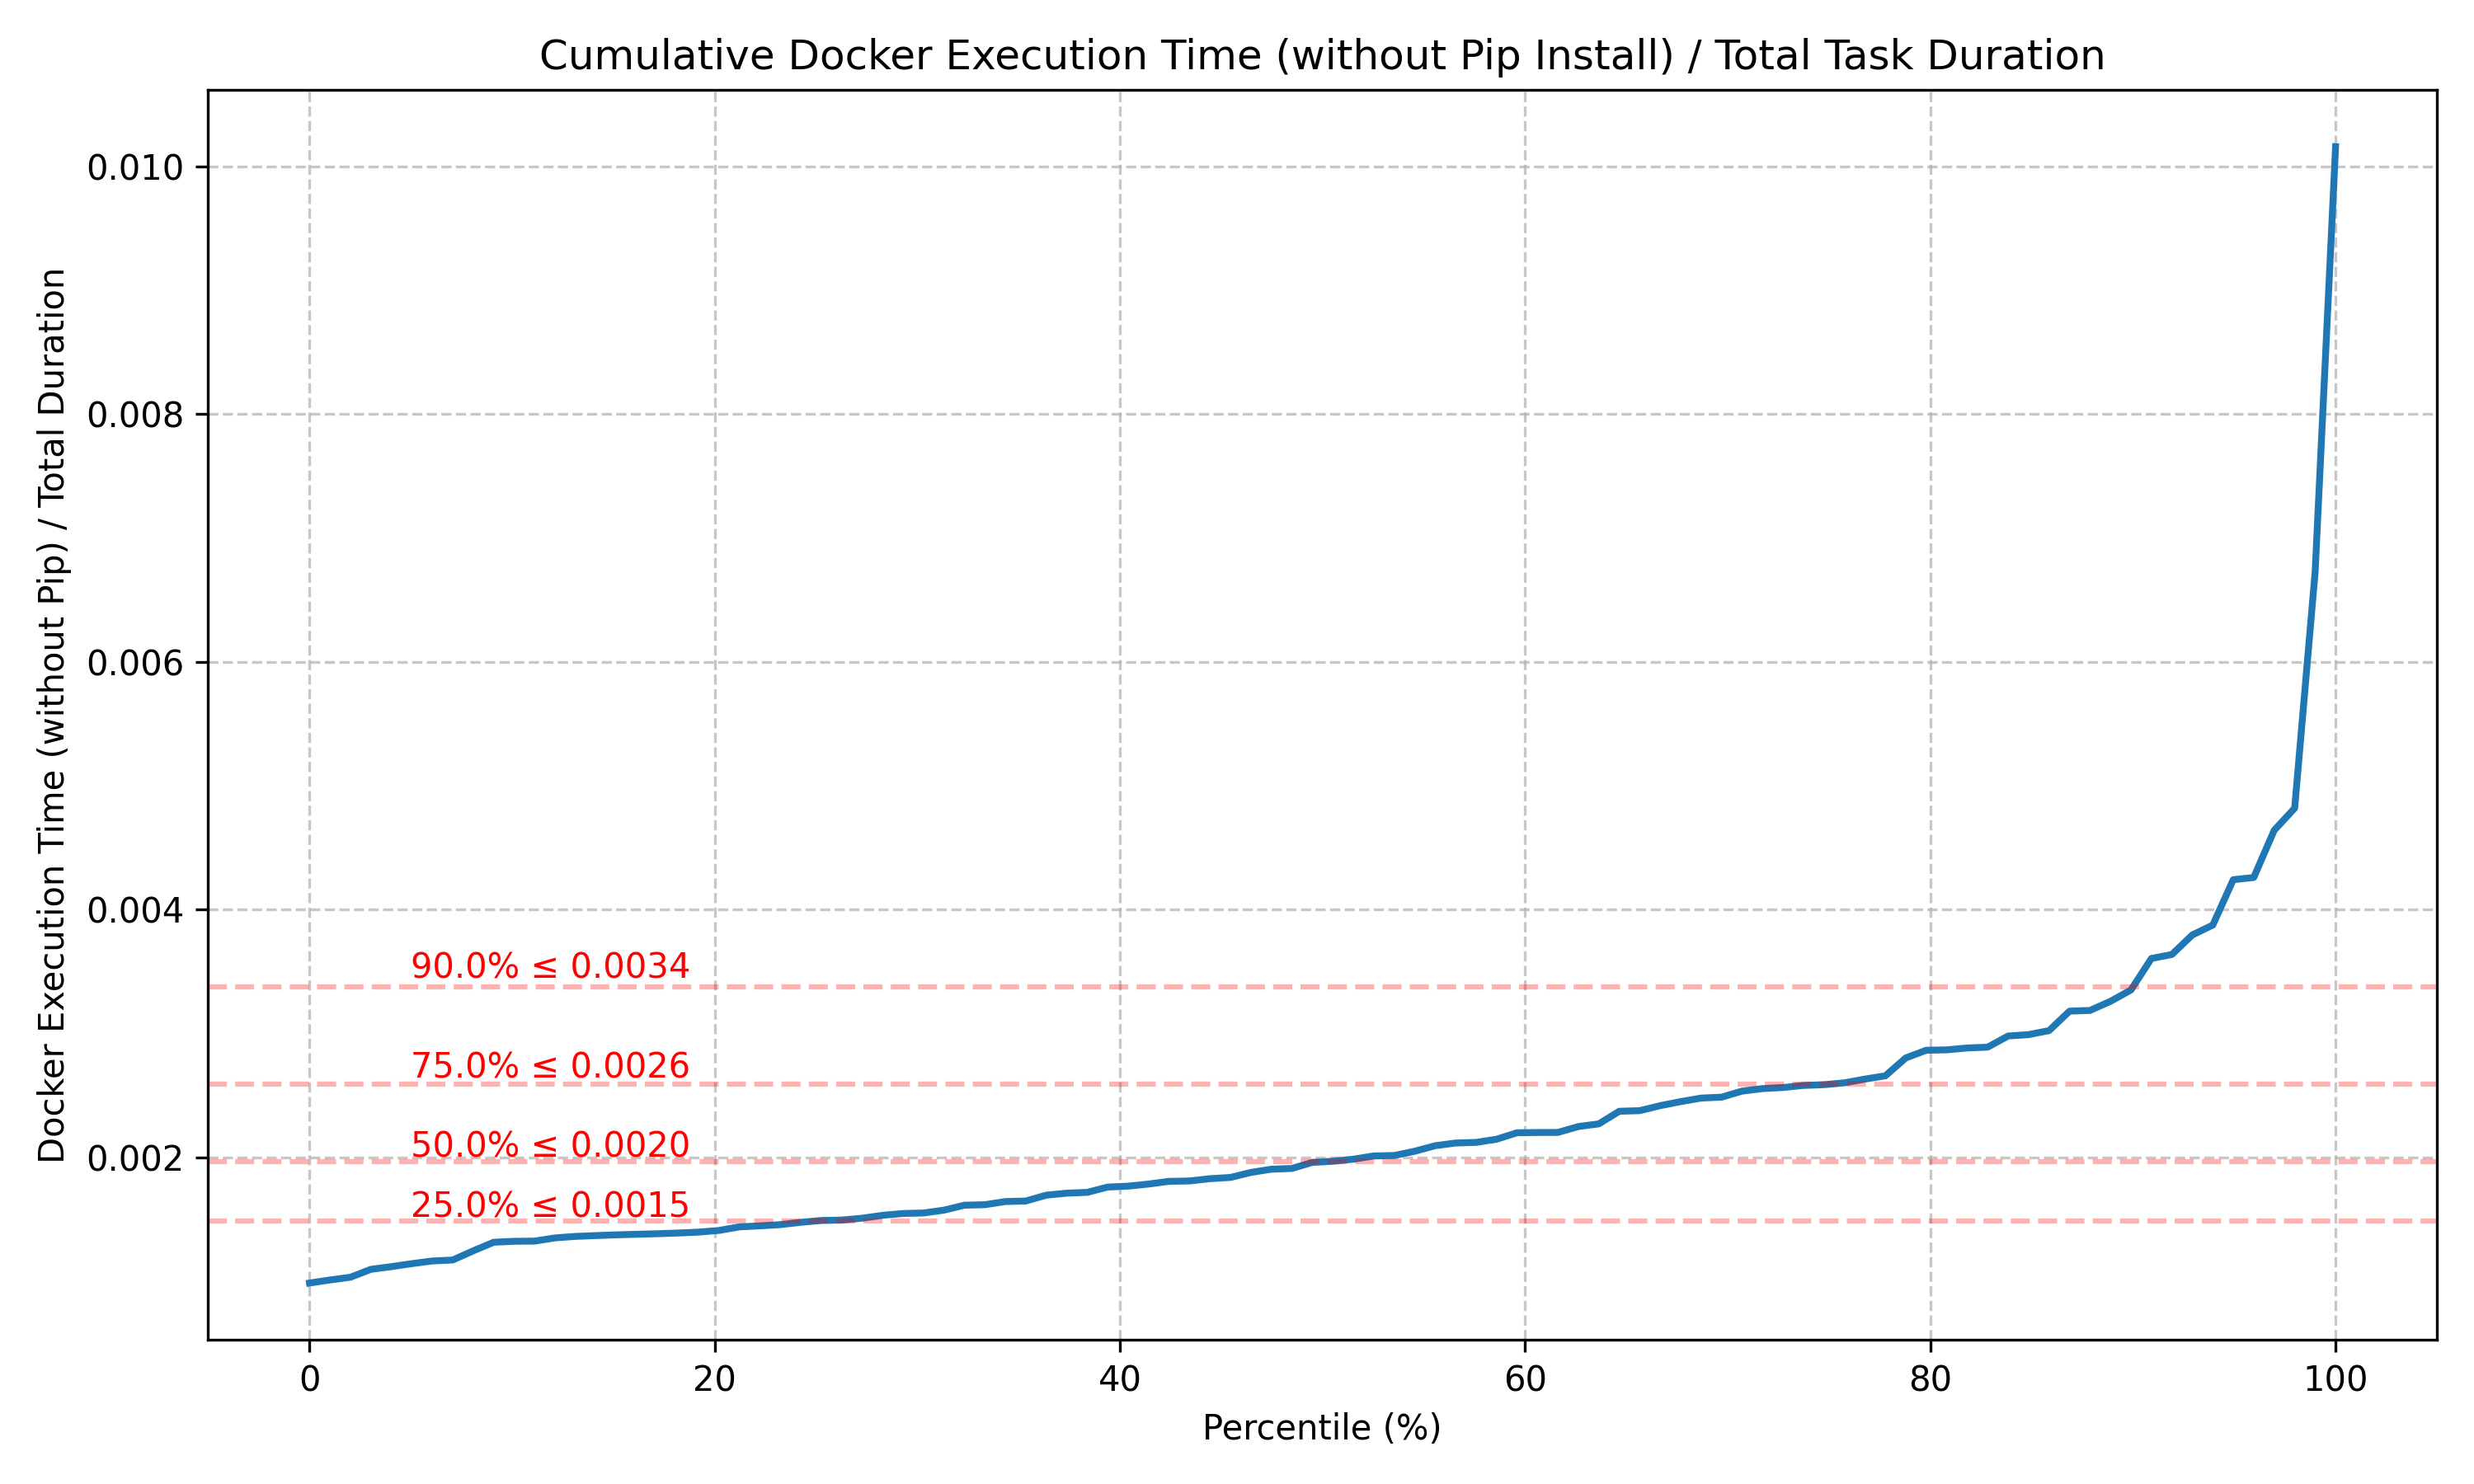 Cumulative Docker Execution Time (without Pip Install) / Total Task Duration
Docker Execution Time (without Pip) / Total Duration
0.010
0.008
0.006
0.004
0.002
90.0% ≤ 0.0034
75.0% ≤ 0.0026
50.0% ≤ 0.0020
25.0% ≤ 0.0015
0 20 40 60 80 100
Percentile (%)